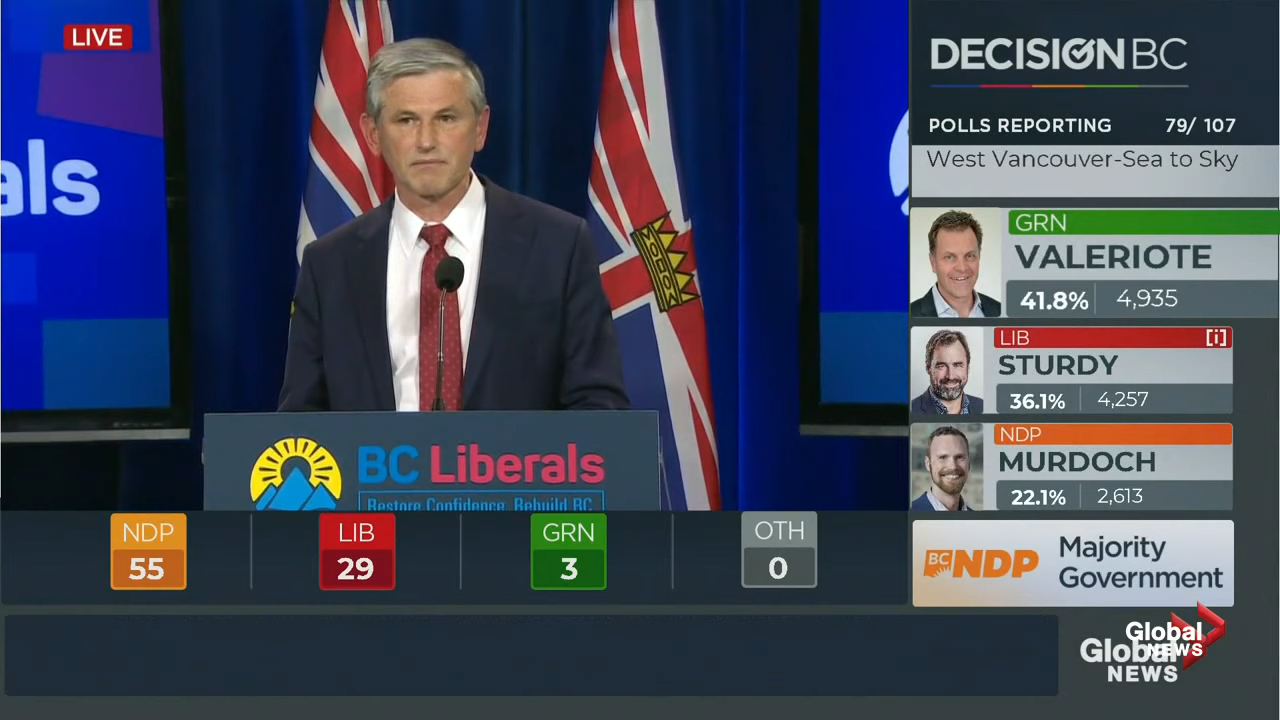 LIVE
als
BC Liberals
Restore Confidence. Rebuild BC
NDP
55
LIB
29
GRN
3
OTH
0
DECISION BC
POLLS REPORTING 79/ 107
West Vancouver-Sea to Sky
GRN
VALERIOTE
41.8% 4,935
LIB [i]
STURDY
36.1% 4,257
NDP
MURDOCH
22.1% 2,613
BC NDP
Majority
Government
Global
NEWS
Global
NEWS